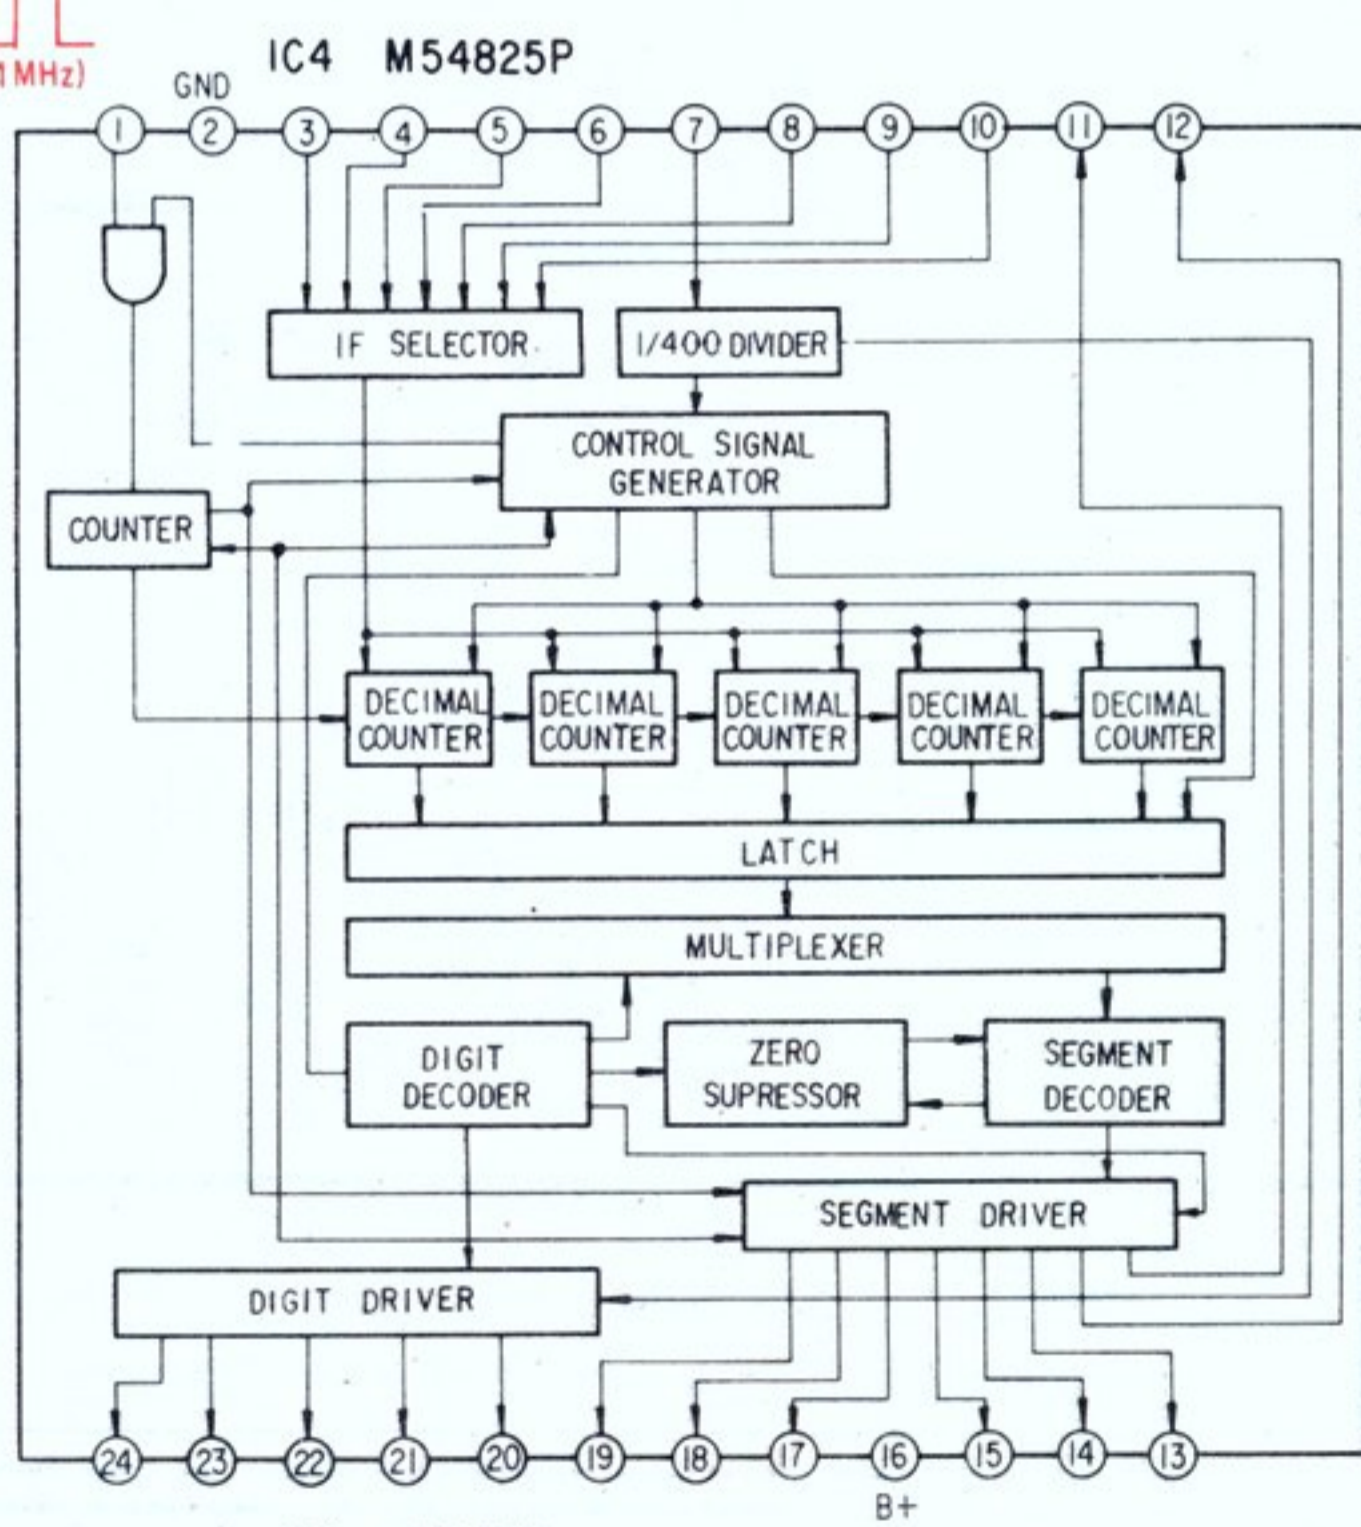 1MHz)
IC4 M54825P
GND
1 2 3 4 5 6 7 8 9 10 11 12
IF SELECTOR
1/400 DIVIDER
CONTROL SIGNAL
GENERATOR
COUNTER
DECIMAL
COUNTER
DECIMAL
COUNTER
DECIMAL
COUNTER
DECIMAL
COUNTER
DECIMAL
COUNTER
LATCH
MULTIPLEXER
DIGIT
DECODER
ZERO
SUPRESSOR
SEGMENT
DECODER
SEGMENT DRIVER
DIGIT DRIVER
24 23 22 21 20 19 18 17 16 15 14 13
B+